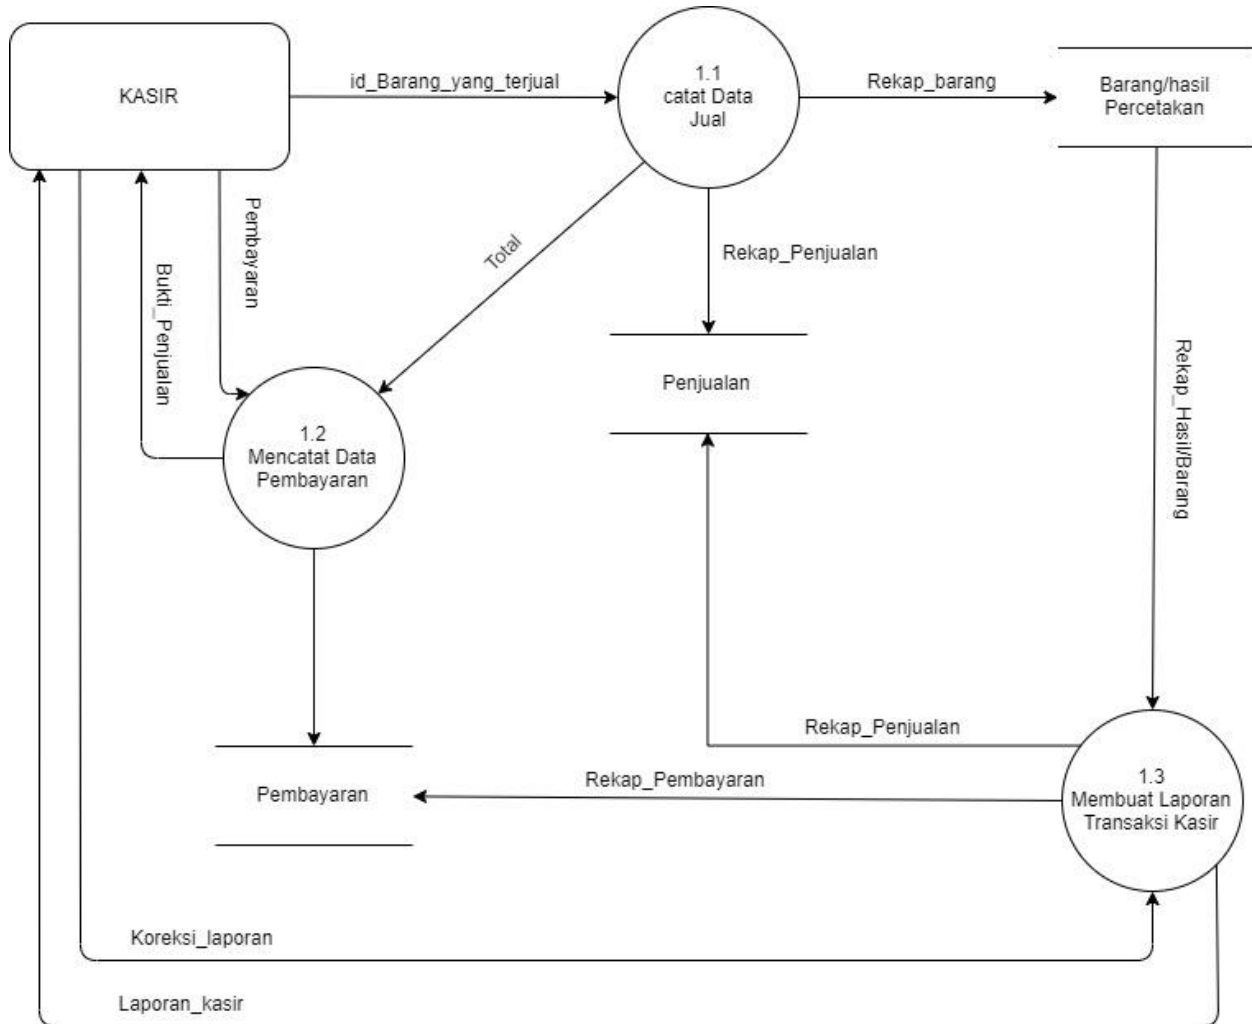 KASIR
id_Barang_yang_terjual
1.1
catat Data
Jual
Rekap_barang
Barang/hasil
Percetakan
Pembayaran
Bukti_Penjualan
Total
Rekap_Penjualan
Penjualan
Rekap_Hasil/Barang
1.2
Mencatat Data
Pembayaran
Rekap_Penjualan
Rekap_Pembayaran
Pembayaran
1.3
Membuat Laporan
Transaksi Kasir
Koreksi_laporan
Laporan_kasir